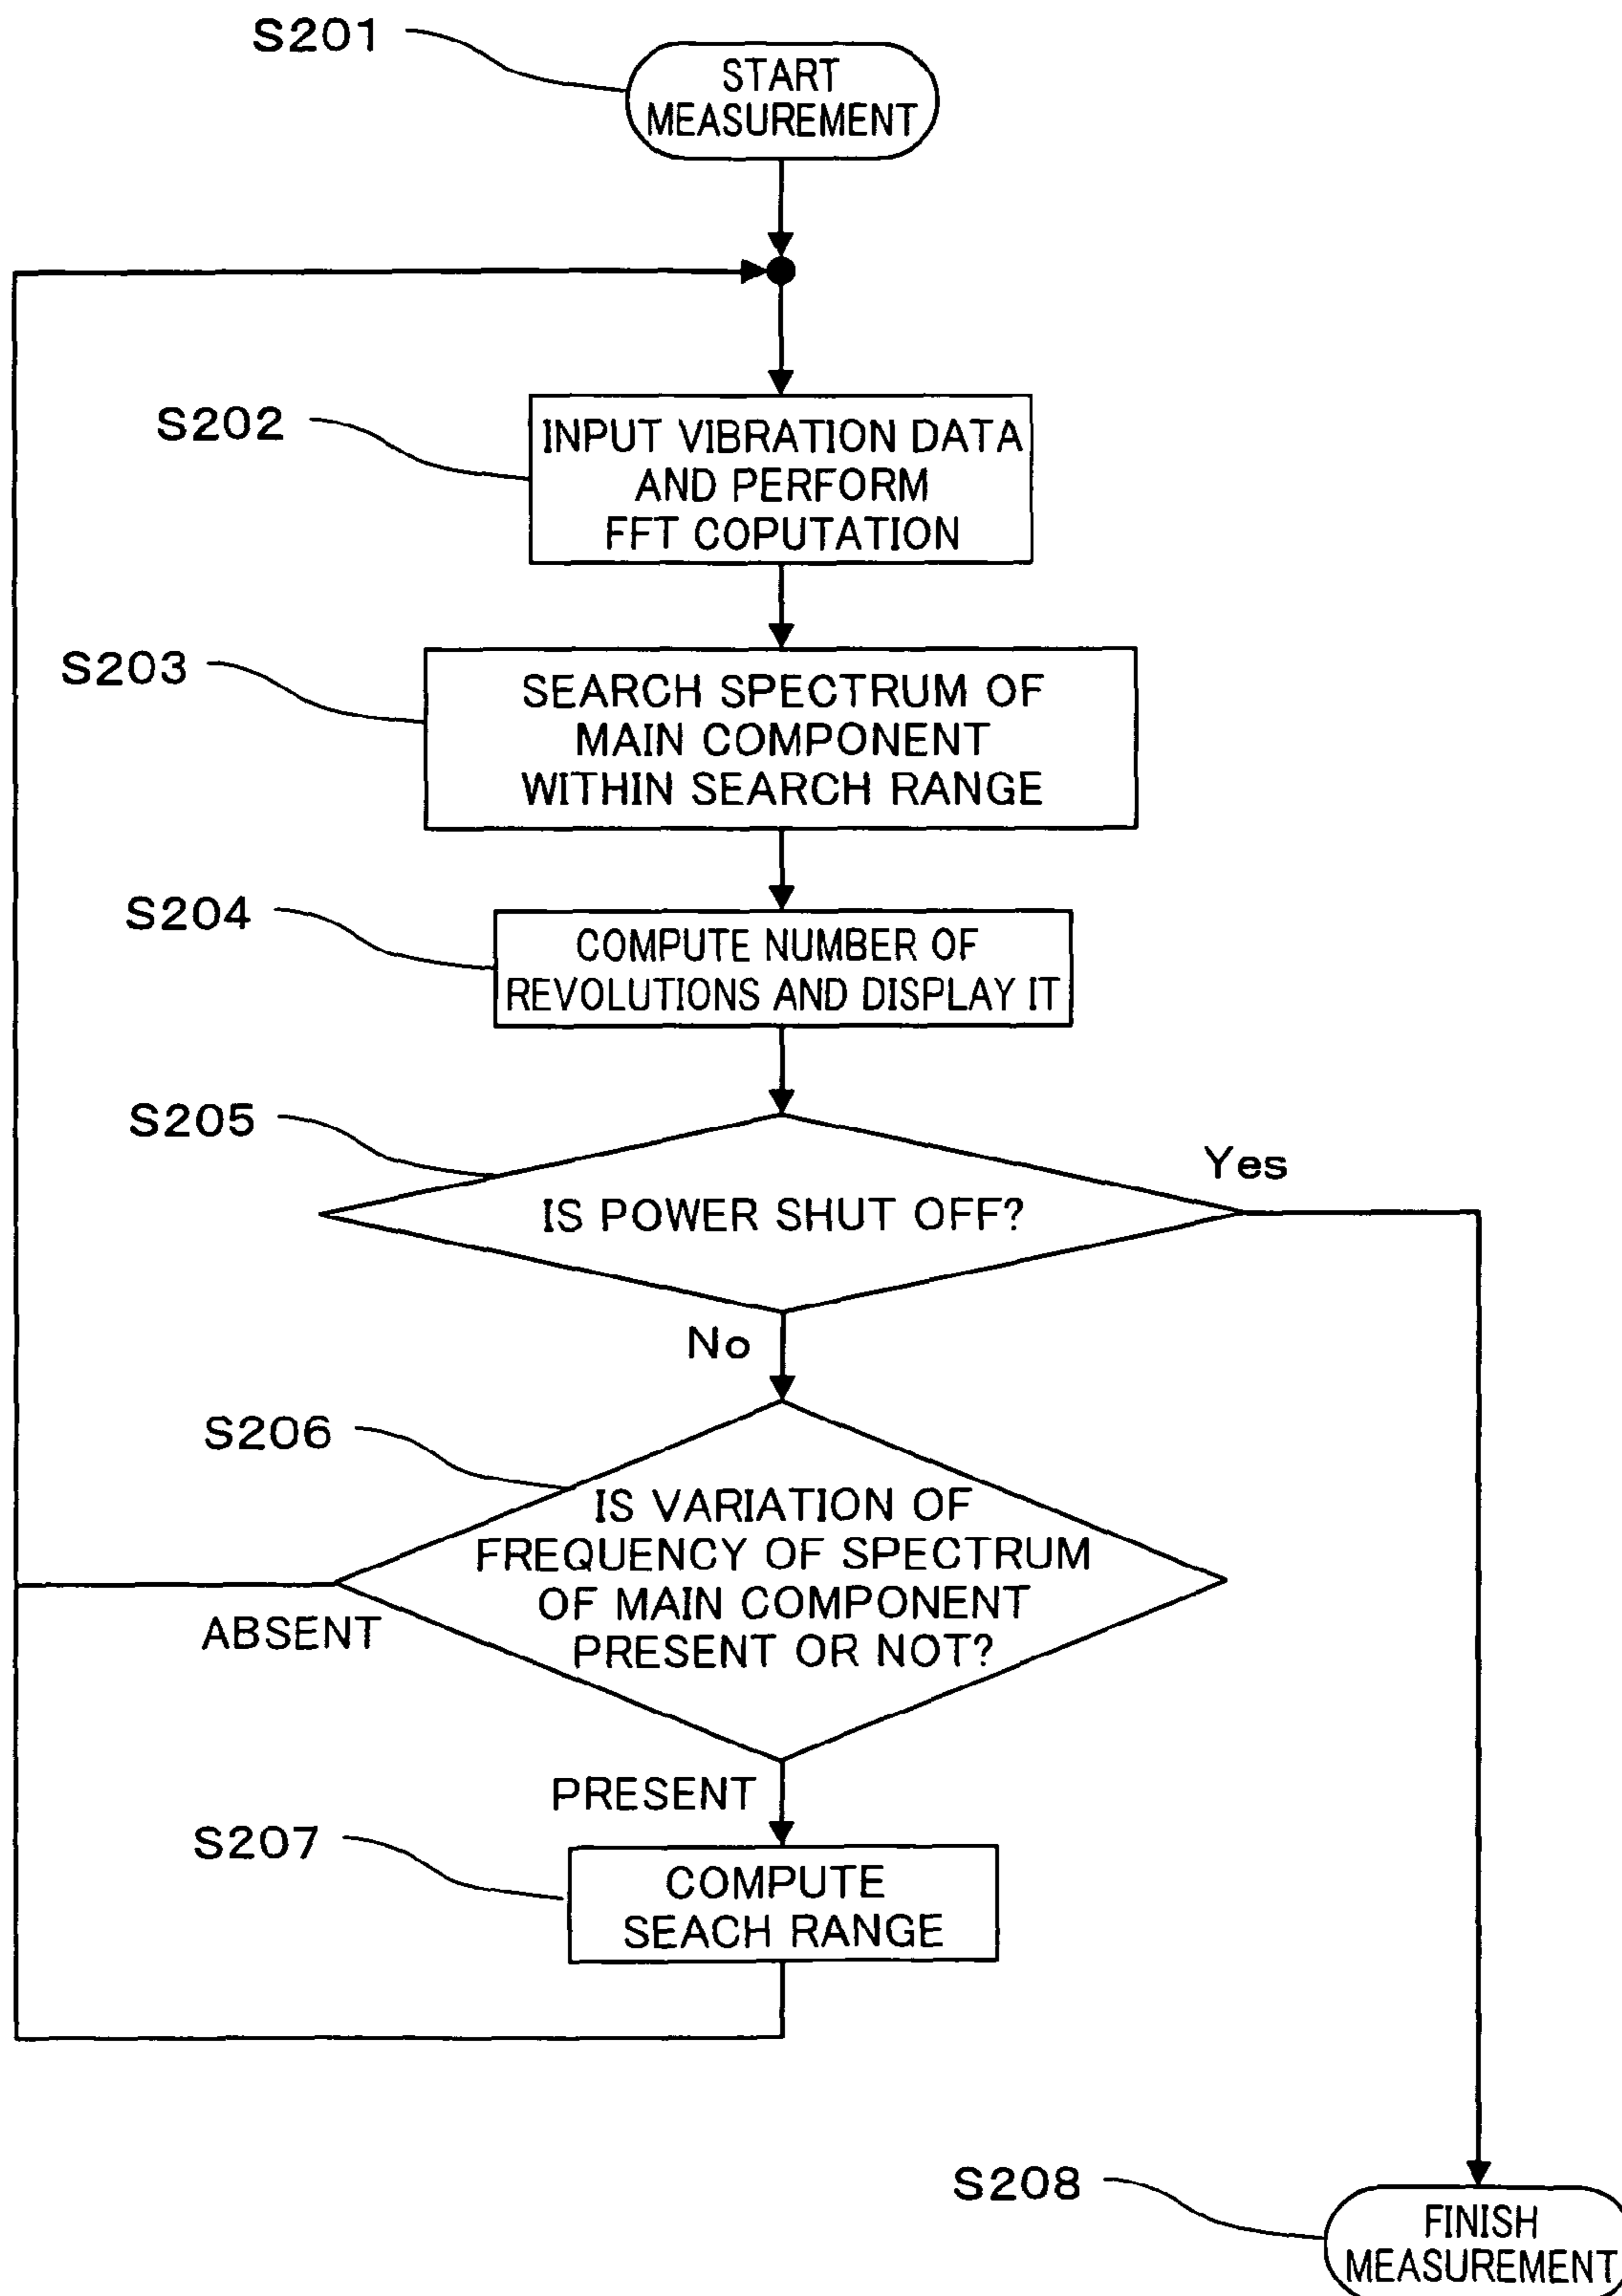 S201
START
MEASUREMENT
S202
INPUT VIBRATION DATA
AND PERFORM
FFT COPUTATION
S203
SEARCH SPECTRUM OF
MAIN COMPONENT
WITHIN SEARCH RANGE
S204
COMPUTE NUMBER OF
REVOLUTIONS AND DISPLAY IT
S205
IS POWER SHUT OFF?
Yes
No
S206
IS VARIATION OF
FREQUENCY OF SPECTRUM
OF MAIN COMPONENT
PRESENT OR NOT?
ABSENT
PRESENT
S207
COMPUTE
SEACH RANGE
S208
FINISH
MEASUREMENT